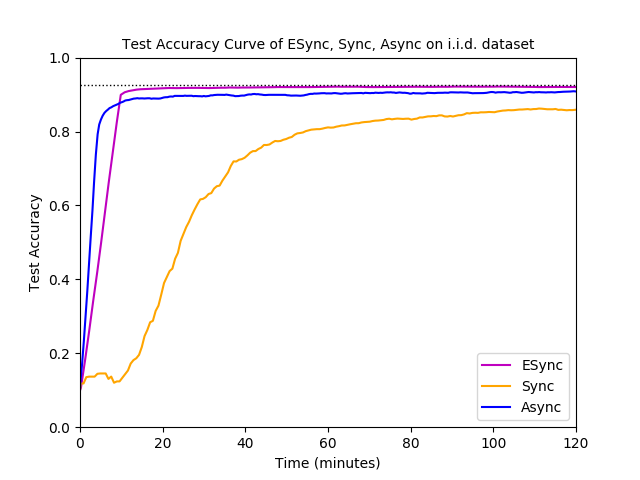 Test Accuracy Curve of ESync, Sync, Async on i.i.d. dataset
1.0
0.8
0.6
0.4
0.2
0.0
Test Accuracy
0 20 40 60 80 100 120
Time (minutes)
ESync
Sync
Async